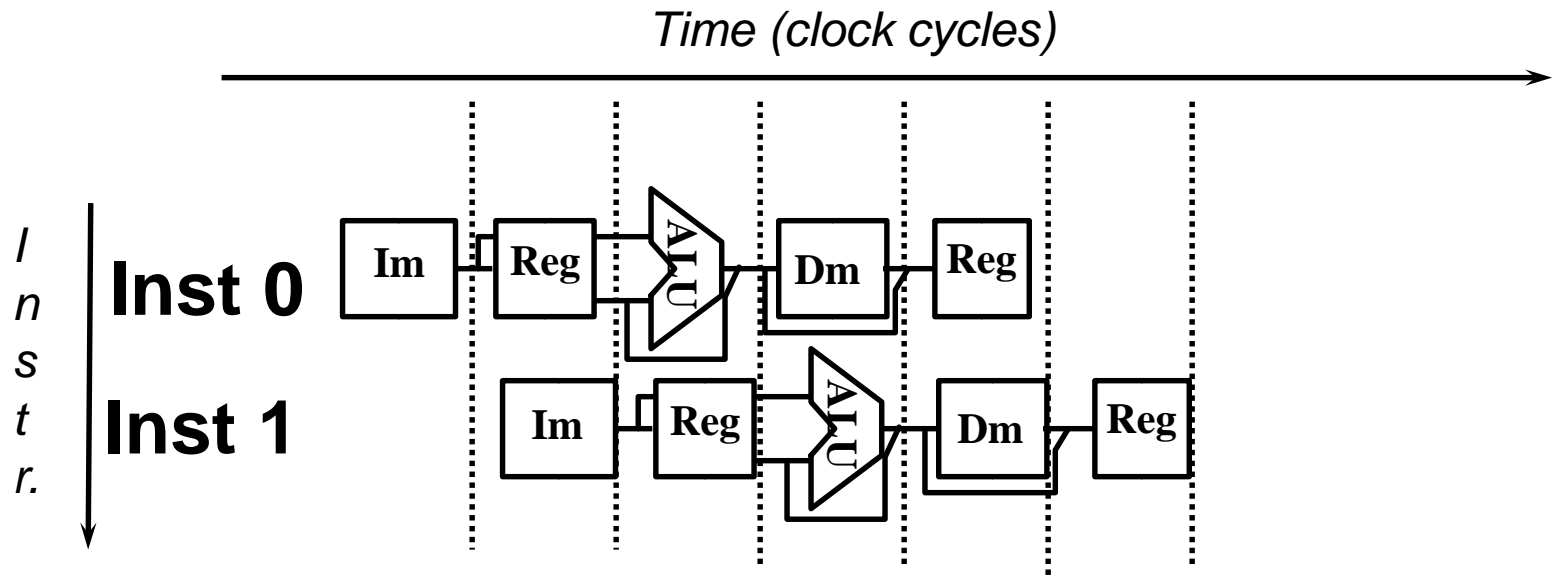 Time (clock cycles)
I
n
s
t
r.
Inst 0
Im
Reg
ALU
Dm
Reg
Inst 1
Im
Reg
ALU
Dm
Reg